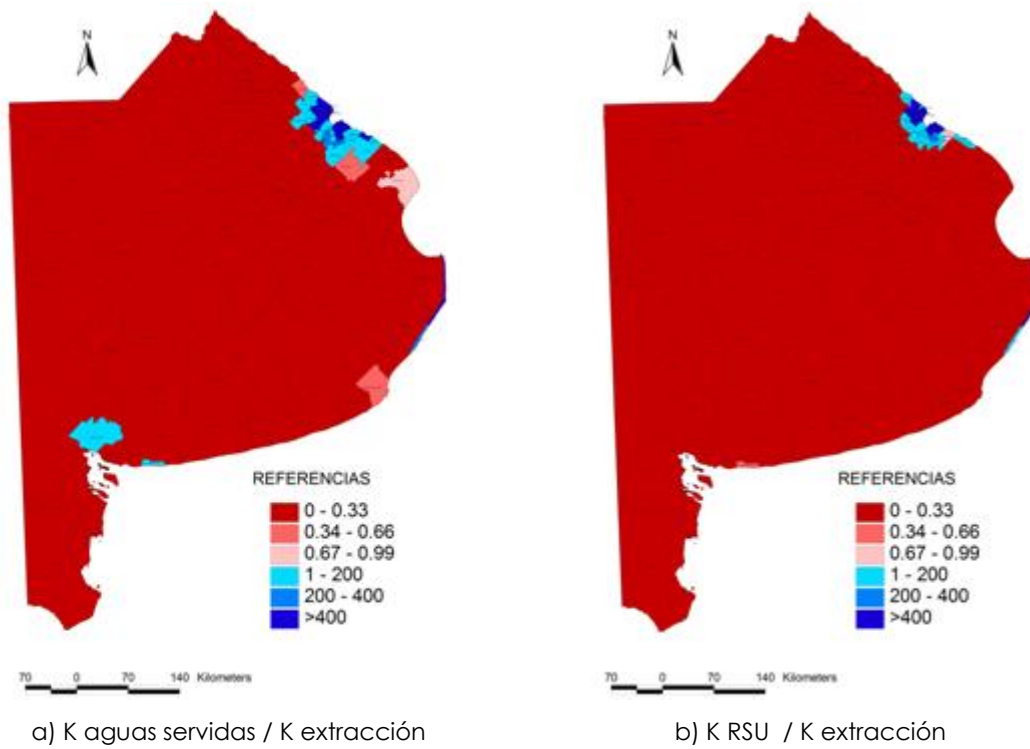 N
REFERENCIAS
0 - 0.33
0.34 - 0.66
0.67 - 0.99
1 - 200
200 - 400
>400
70 0 70 140 Kilometers
a) K aguas servidas / K extracción
N
REFERENCIAS
0 - 0.33
0.34 - 0.66
0.67 - 0.99
1 - 200
200 - 400
>400
70 0 70 140 Kilometers
b) K RSU / K extracción